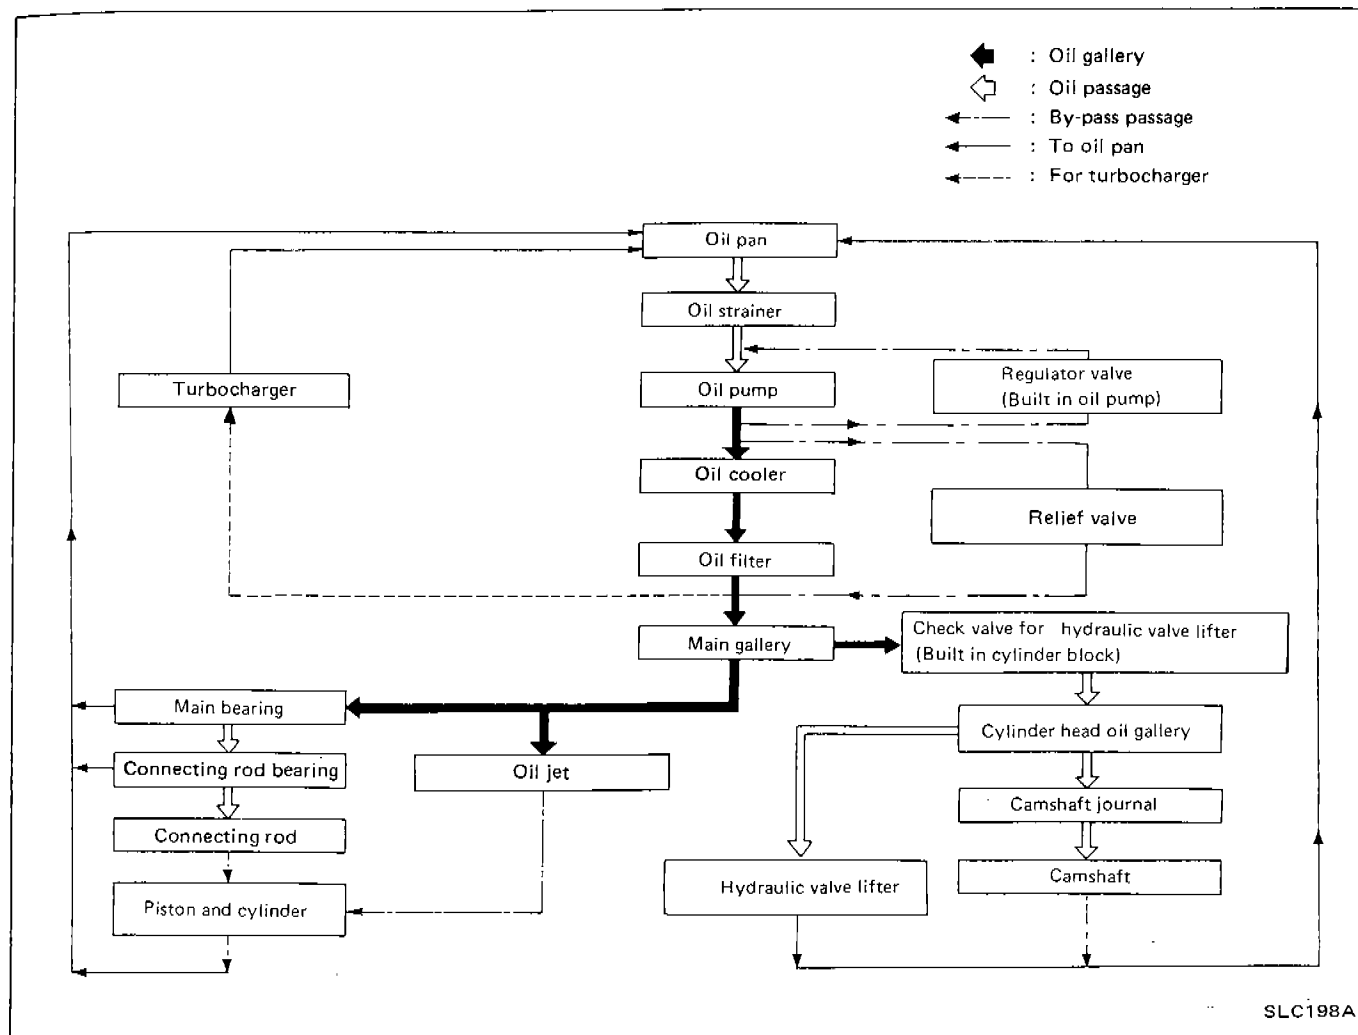 : Oil gallery
: Oil passage
: By-pass passage
: To oil pan
: For turbocharger
Oil pan
Oil strainer
Turbocharger
Oil pump
Regulator valve
(Built in oil pump)
Oil cooler
Relief valve
Oil filter
Main gallery
Check valve for hydraulic valve lifter
(Built in cylinder block)
Main bearing
Cylinder head oil gallery
Connecting rod bearing
Oil jet
Camshaft journal
Connecting rod
Hydraulic valve lifter
Camshaft
Piston and cylinder
SLC198A